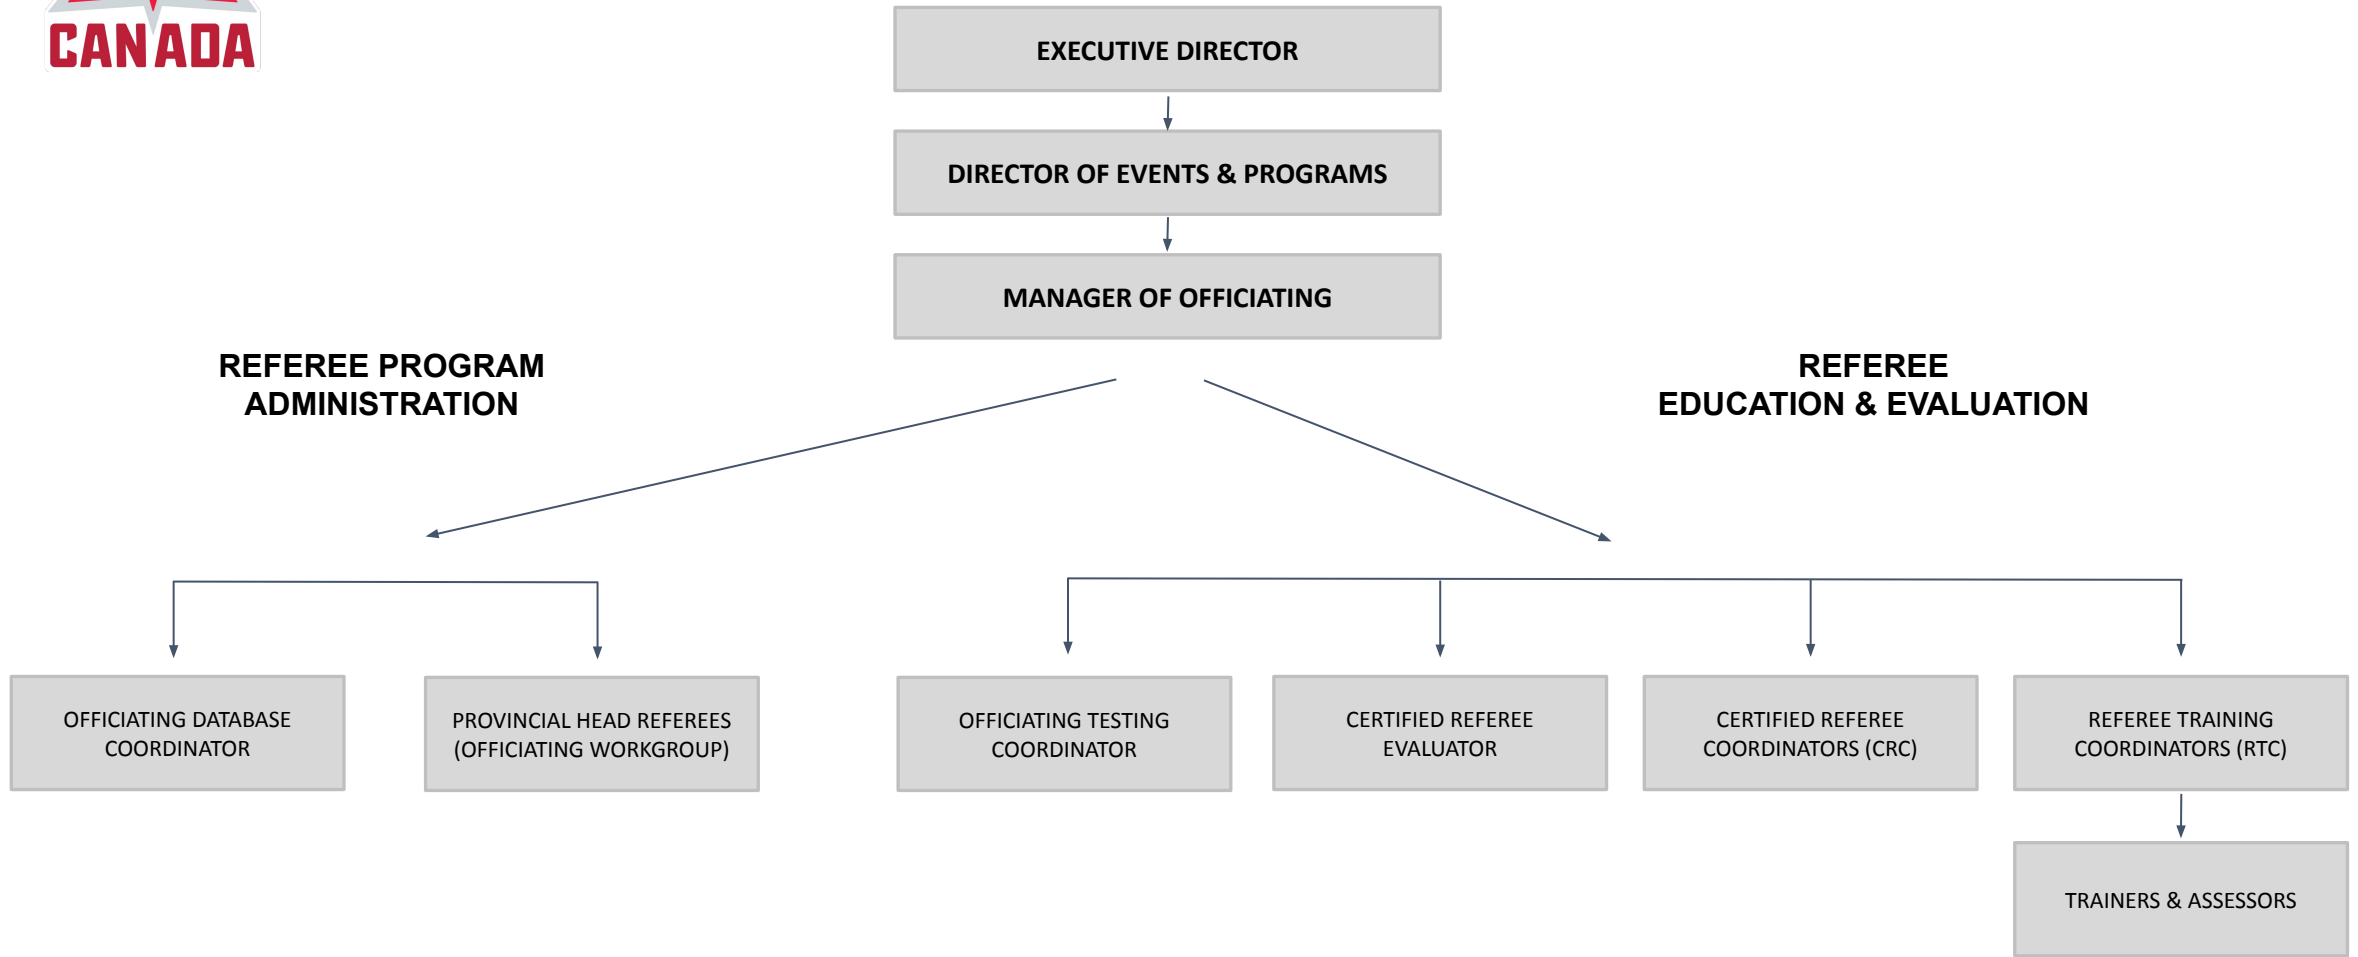 CANADA
EXECUTIVE DIRECTOR
DIRECTOR OF EVENTS & PROGRAMS
MANAGER OF OFFICIATING
REFEREE PROGRAM
ADMINISTRATION
REFEREE
EDUCATION & EVALUATION
OFFICIATING DATABASE
COORDINATOR
PROVINCIAL HEAD REFEREES
(OFFICIATING WORKGROUP)
OFFICIATING TESTING
COORDINATOR
CERTIFIED REFEREE
EVALUATOR
CERTIFIED REFEREE
COORDINATORS (CRC)
REFEREE TRAINING
COORDINATORS (RTC)
TRAINERS & ASSESSORS